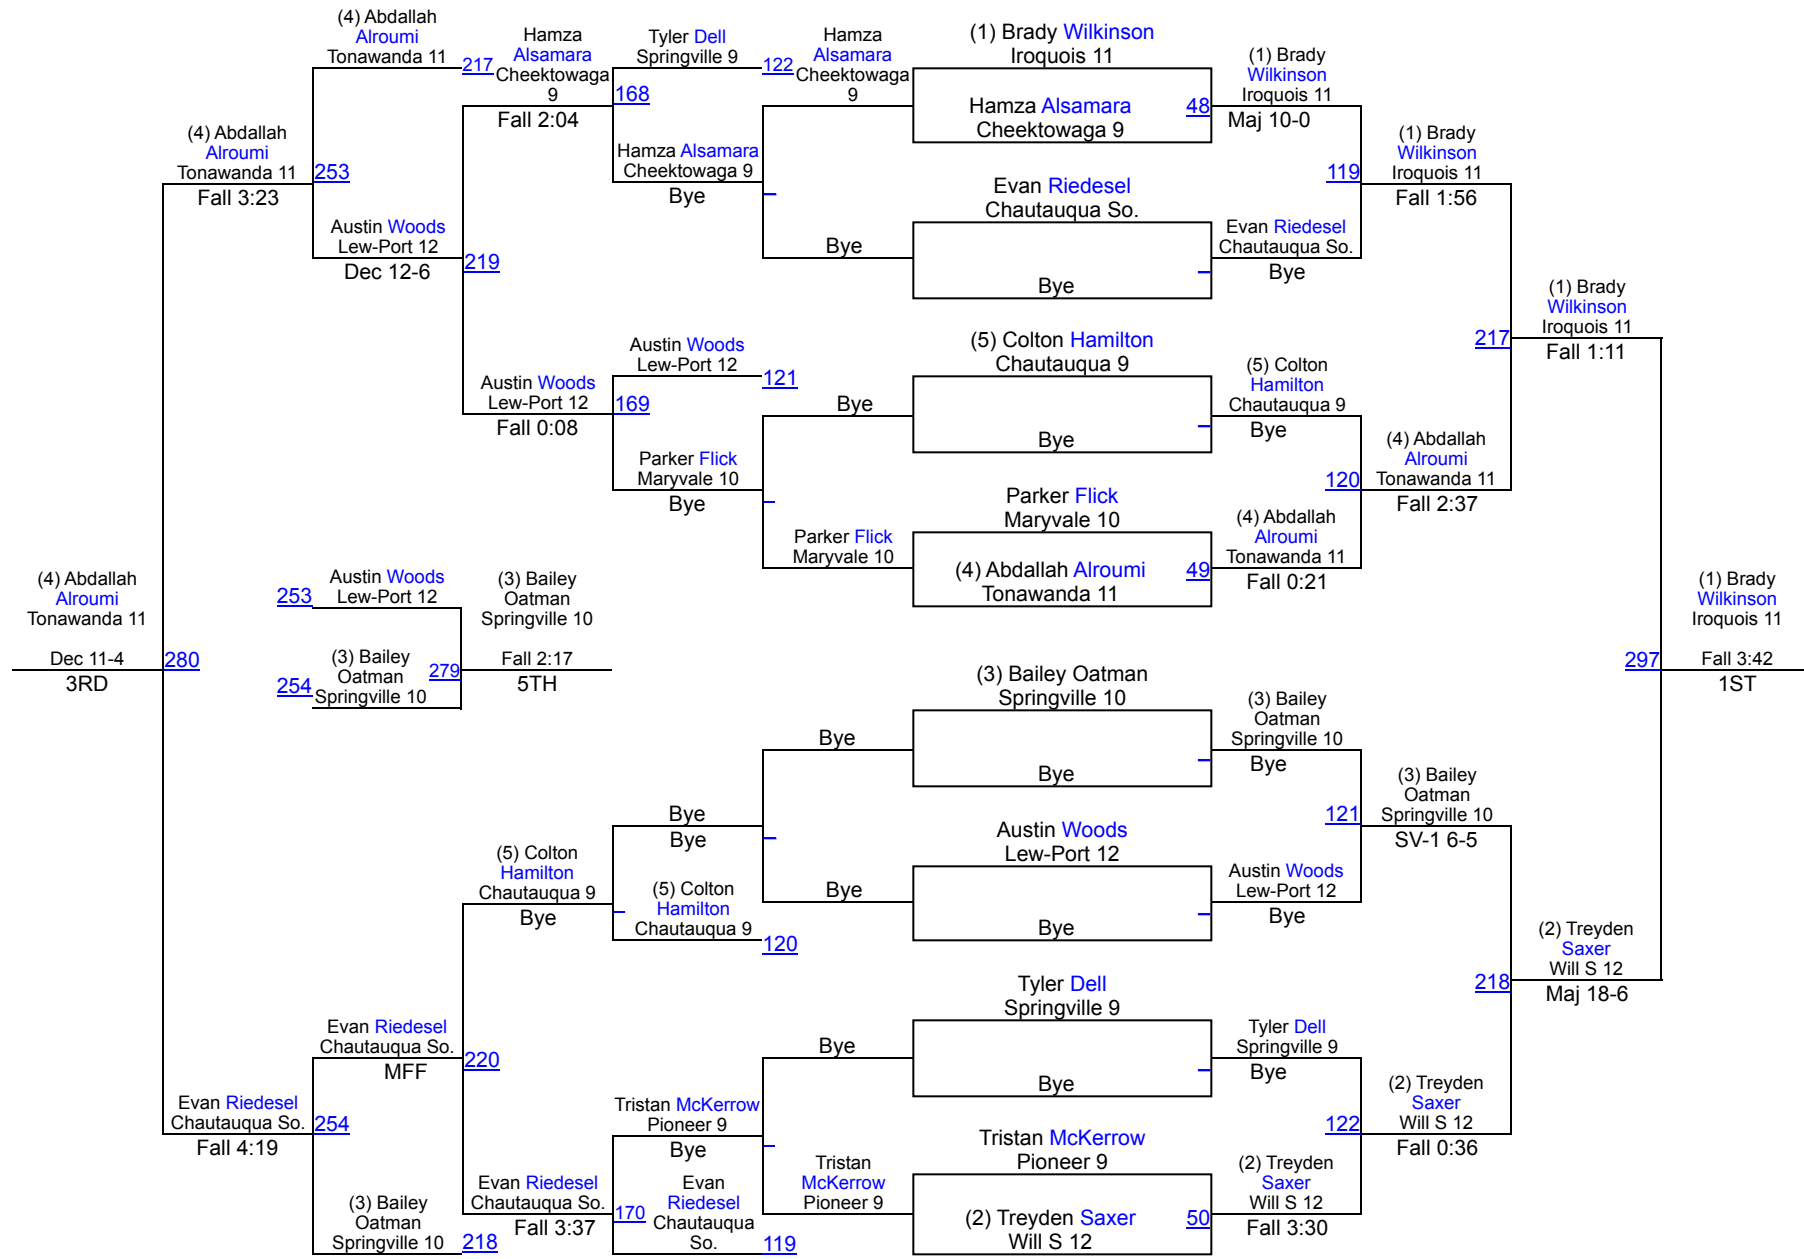 (4) Abdallah
Alroumi
Tonawanda 11
217
Hamza
Alsamara
Cheektowaga
9
Fall 2:04
168
Tyler Dell
Springville 9
122
Hamza
Alsamara
Cheektowaga
9
(1) Brady Wilkinson
Iroquois 11
Hamza Alsamara
Cheektowaga 9
48
(1) Brady
Wilkinson
Iroquois 11
Maj 10-0
(4) Abdallah
Alroumi
Tonawanda 11
Fall 3:23
253
Hamza Alsamara
Cheektowaga 9
Bye
Evan Riedesel
Chautauqua So.
119
(1) Brady
Wilkinson
Iroquois 11
Fall 1:56
Austin Woods
Lew-Port 12
Dec 12-6
219
Bye
Bye
Evan Riedesel
Chautauqua So.
Bye
(1) Brady
Wilkinson
Iroquois 11
Fall 1:11
217
Austin Woods
Lew-Port 12
Fall 0:08
169
Austin Woods
Lew-Port 12
121
Bye
(5) Colton Hamilton
Chautauqua 9
Bye
(5) Colton
Hamilton
Chautauqua 9
Bye
Parker Flick
Maryvale 10
Bye
Parker Flick
Maryvale 10
Parker Flick
Maryvale 10
(4) Abdallah Alroumi
Tonawanda 11
49
(4) Abdallah
Alroumi
Tonawanda 11
Fall 0:21
120
(4) Abdallah
Alroumi
Tonawanda 11
Fall 2:37
(4) Abdallah
Alroumi
Tonawanda 11
Dec 11-4
3RD
280
253
Austin Woods
Lew-Port 12
254
(3) Bailey
Oatman
Springville 10
279
(3) Bailey
Oatman
Springville 10
Fall 2:17
5TH
(1) Brady
Wilkinson
Iroquois 11
297
Fall 3:42
1ST
Bye
(3) Bailey Oatman
Springville 10
Bye
(3) Bailey
Oatman
Springville 10
Bye
Bye
Bye
121
(3) Bailey
Oatman
Springville 10
SV-1 6-5
(5) Colton
Hamilton
Chautauqua 9
Bye
(5) Colton
Hamilton
Chautauqua 9
120
Bye
Austin Woods
Lew-Port 12
Bye
Austin Woods
Lew-Port 12
Bye
218
(2) Treyden
Saxer
Will S 12
Maj 18-6
Evan Riedesel
Chautauqua So.
MFF
220
Bye
Tyler Dell
Springville 9
Bye
Tyler Dell
Springville 9
Bye
Evan Riedesel
Chautauqua So.
Fall 4:19
254
Tristan McKerrow
Pioneer 9
Bye
122
(2) Treyden
Saxer
Will S 12
Fall 0:36
(3) Bailey
Oatman
Springville 10
218
Evan Riedesel
Chautauqua So.
Fall 3:37
170
Evan
Riedesel
Chautauqua
So.
119
Tristan
McKerrow
Pioneer 9
Tristan McKerrow
Pioneer 9
(2) Treyden Saxer
Will S 12
50
(2) Treyden
Saxer
Will S 12
Fall 3:30